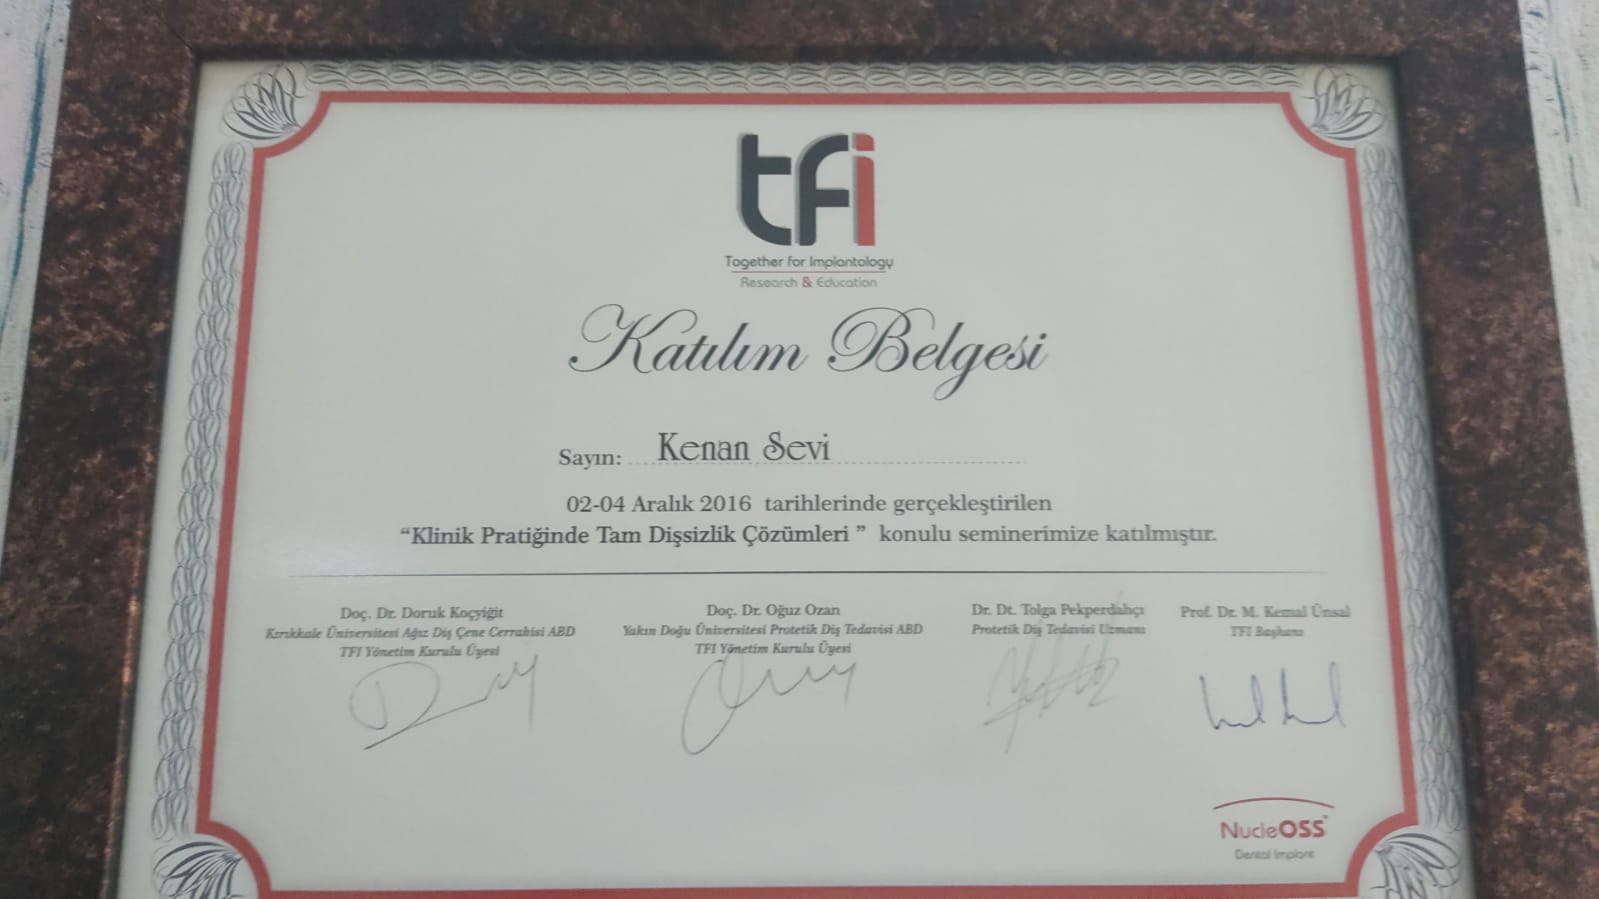 tfi
Together for Implantology
Research & Education
Katılım Belgesi
Sayın: Kenan Sevi
02-04 Aralık 2016 tarihlerinde gerçekleştirilen
“Klinik Pratiğinde Tam Dişsizlik Çözümleri ” konulu seminerimize katılmıştır.
Doç. Dr. Doruk Koçyiğit
Kırıkkale Üniversitesi Ağız Diş Çene Cerrahisi ABD
TFI Yönetim Kurulu Üyesi
Doç. Dr. Oğuz Ozan
Yakın Doğu Üniversitesi Protetik Diş Tedavisi ABD
TFI Yönetim Kurulu Üyesi
Dr. Dt. Tolga Pekperdahçı
Protetik Diş Tedavisi Uzmanı
Prof. Dr. M. Kemal Ünsal
TFI Başkanı
NucleOSS™
Dental Implant